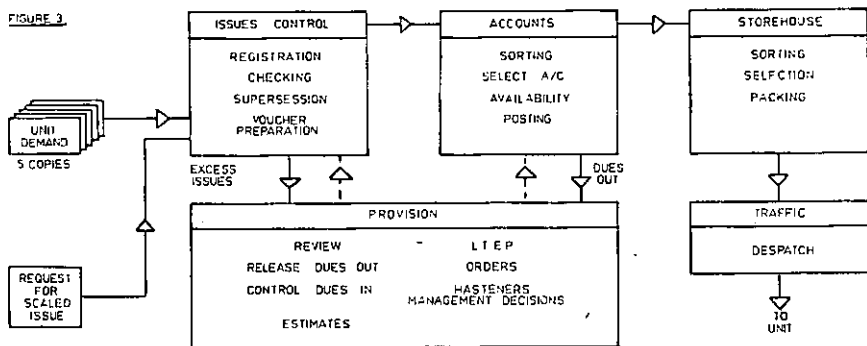 FIGURE 3.
ISSUES CONTROL
REGISTRATION
CHECKING
SUPERSESSION
VOUCHER
PREPARATION
ACCOUNTS
SORTING
SELECT A/C
AVAILABILITY
POSTING
STOREHOUSE
SORTING
SELECTION
PACKING
UNIT
DEMAND
5 COPIES
EXCESS
ISSUES
DUES
OUT
PROVISION
REVIEW
RELEASE DUES OUT
CONTROL DUES IN
ESTIMATES
L T E P
ORDERS
HASTENERS
MANAGEMENT DECISIONS
TRAFFIC
DESPATCH
TO
UNIT
REQUEST
FOR
SCALED
ISSUE